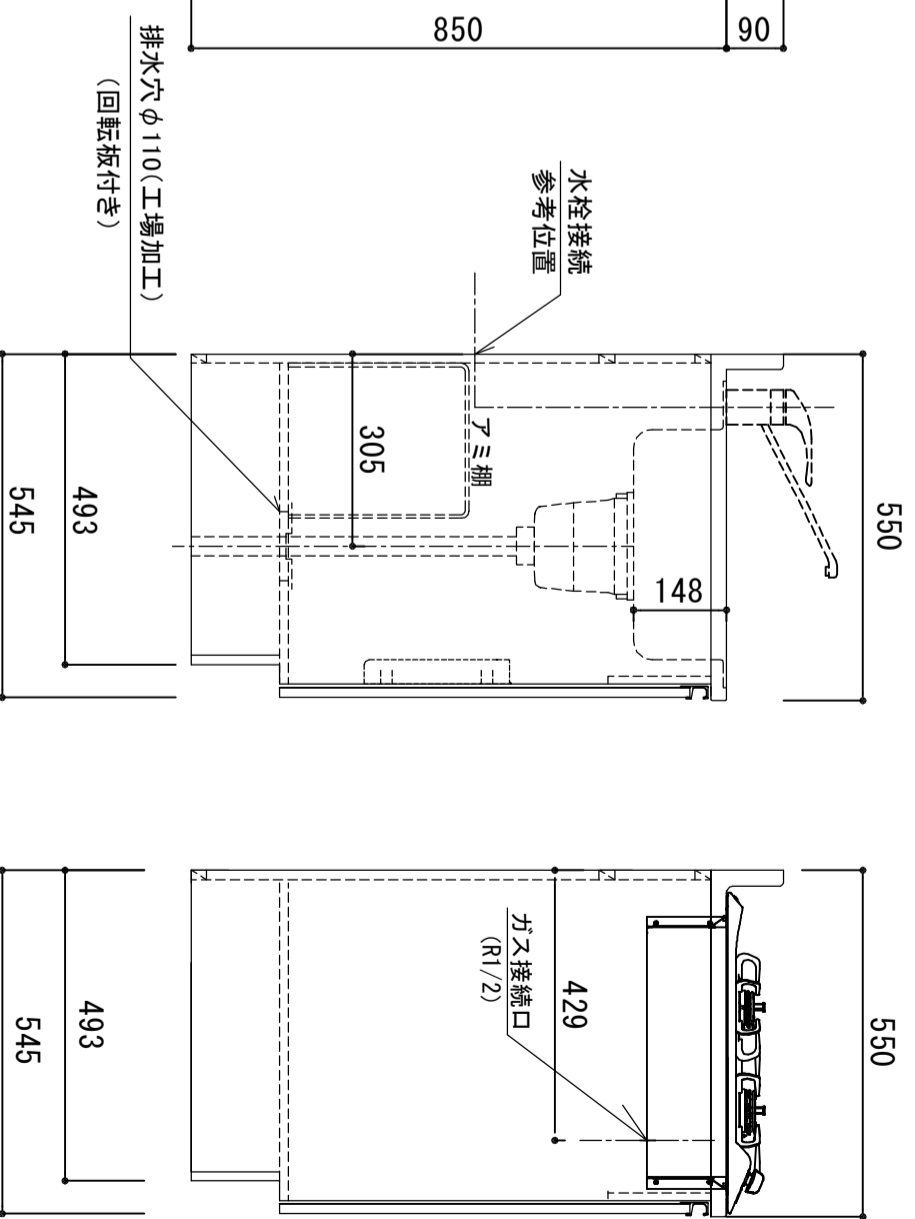 850
90
排水穴φ110(工場加工)
(回転板付き)
水栓接続
参考位置
アミ棚
305
148
550
493
545
ガス接続口
(R1/2)
429
550
493
545